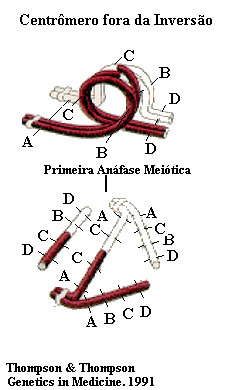 Centrômero fora da Inversão
C
B
D
C
A
B
D
Primeira Anáfase Meiótica
D
B
A
A
C
C
C
C
B
D
D
A
C
D
A
B
Thompson & Thompson
Genetics in Medicine. 1991